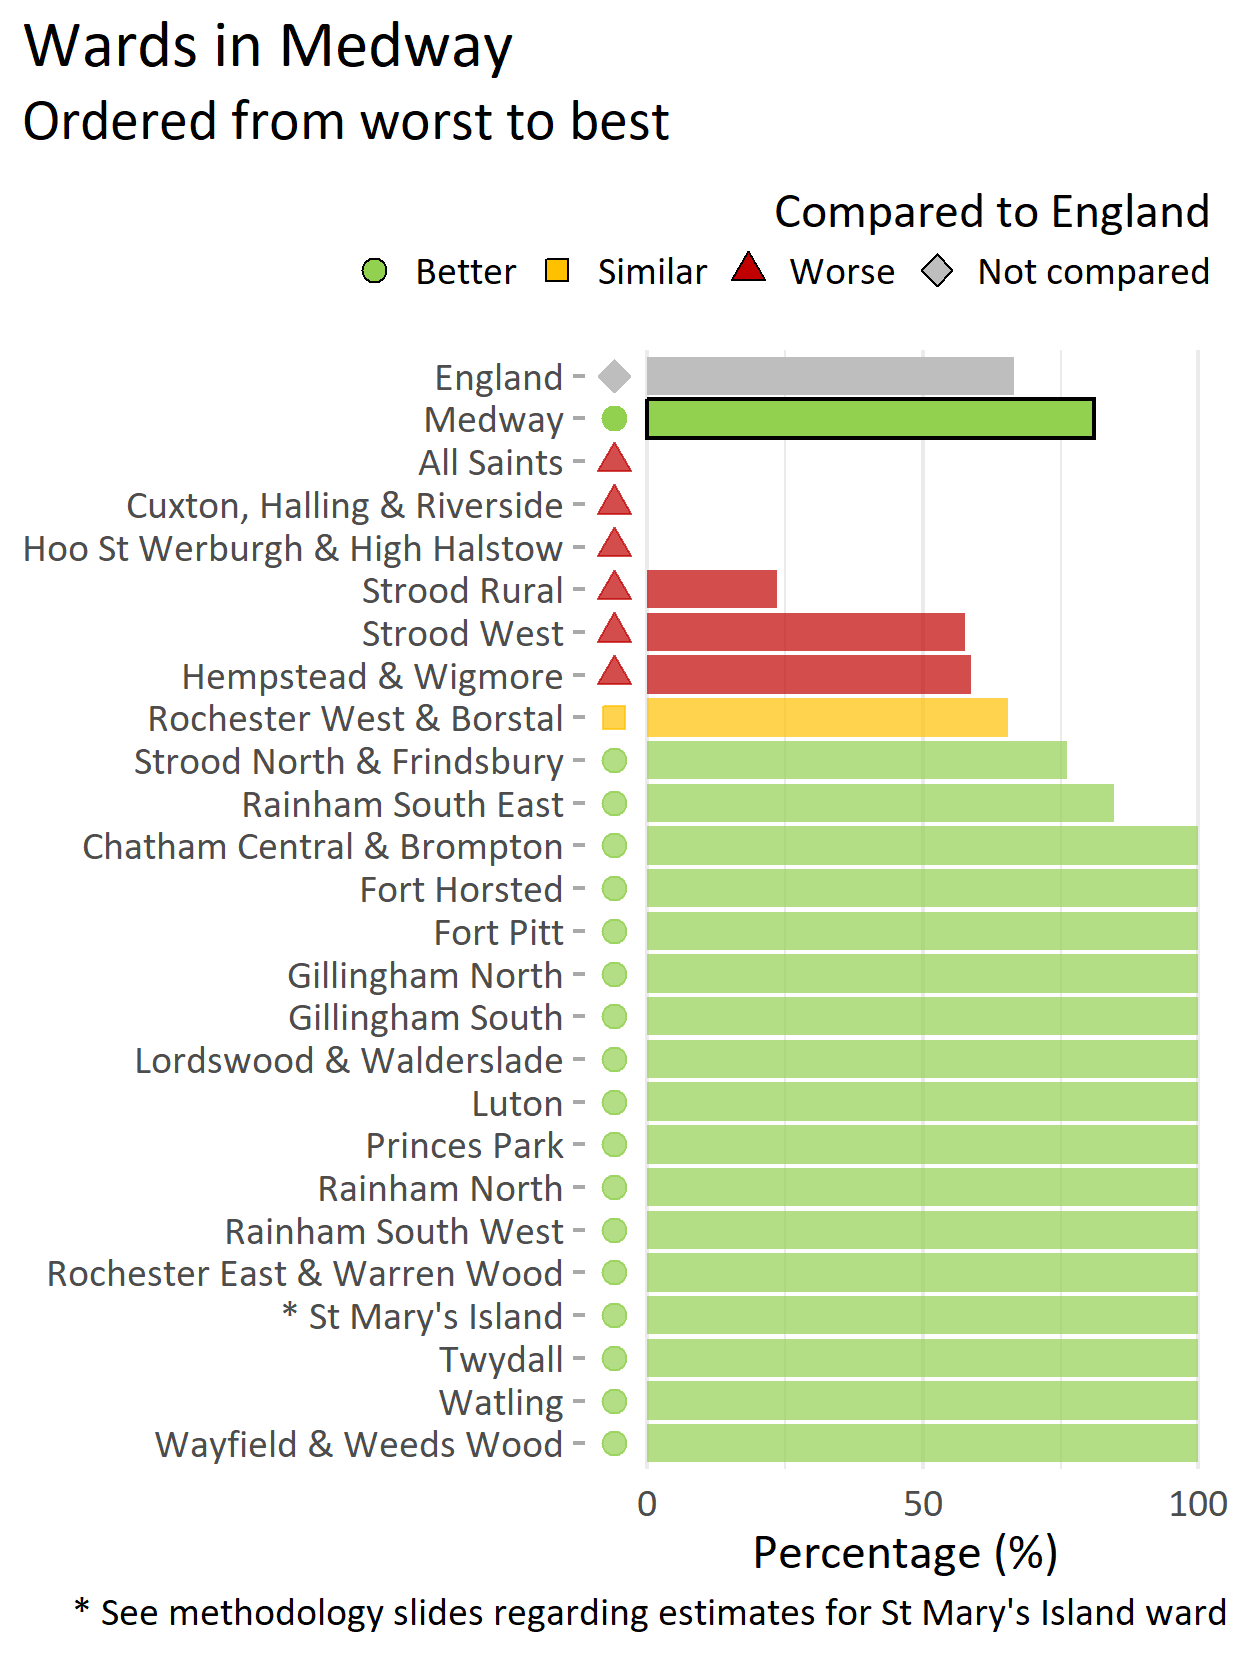 Wards in Medway
Ordered from worst to best
Compared to England
Better Similar Worse Not compared
England
Medway
All Saints
Cuxton, Halling & Riverside
Hoo St Werburgh & High Halstow
Strood Rural
Strood West
Hempstead & Wigmore
Rochester West & Borstal
Strood North & Frindsbury
Rainham South East
Chatham Central & Brompton
Fort Horsted
Fort Pitt
Gillingham North
Gillingham South
Lordswood & Walderslade
Luton
Princes Park
Rainham North
Rainham South West
Rochester East & Warren Wood
* St Mary's Island
Twydall
Watling
Wayfield & Weeds Wood
0 50 100
Percentage (%)
* See methodology slides regarding estimates for St Mary's Island ward